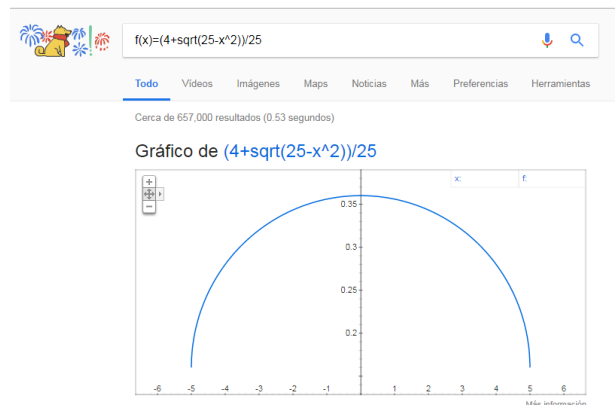 f(x)=(4+sqrt(25-x^2))/25
Todo Vídeos Imágenes Maps Noticias Más Preferencias Herramientas
Cerca de 657,000 resultados (0.53 segundos)
Gráfico de (4+sqrt(25-x^2))/25
x: f:
0.35
0.3
0.25
0.2
-6 -5 -4 -3 -2 -1 1 2 3 4 5 6
Más información